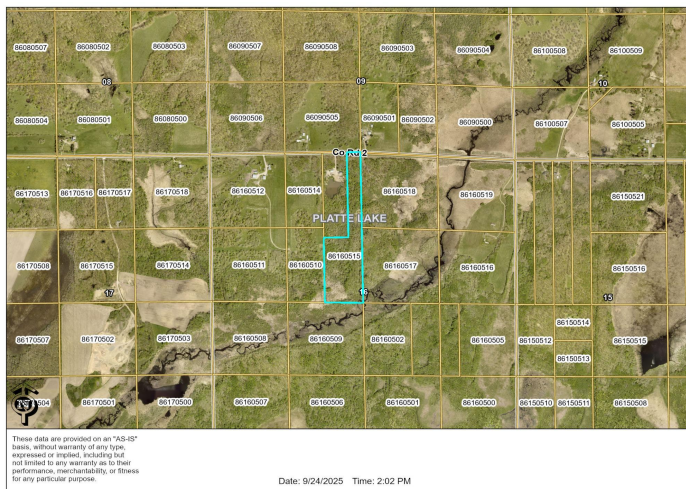 86080507 86080502 86080503 86090507 86090508 86090503 86090504 86100508 86100509
08 09 10
86080504 86080501 86080500 86090506 86090505 86090501 86090502 86090500 86100507 86100505
Co Rd 2
86170513 86170516 86170517 86170518 86160512 86160514 86160518 86160519 86150521
PLATTE LAKE
86170508 86170515 86170514 86160511 86160510 86160515 86160517 86160516 86150516
17 16 15
86170507 86170502 86170503 86160508 86160509 86160502 86160505 86150512 86150514 86150515
86150513
504 86170501 86170500 86160507 86160506 86160501 86160500 86150510 86150511 86150508
N
These data are provided on an "AS-IS"
basis, without warranty of any type,
expressed or implied, including but
not limited to any warranty as to their
performance, merchantability, or fitness
for any particular purpose.
Date: 9/24/2025 Time: 2:02 PM